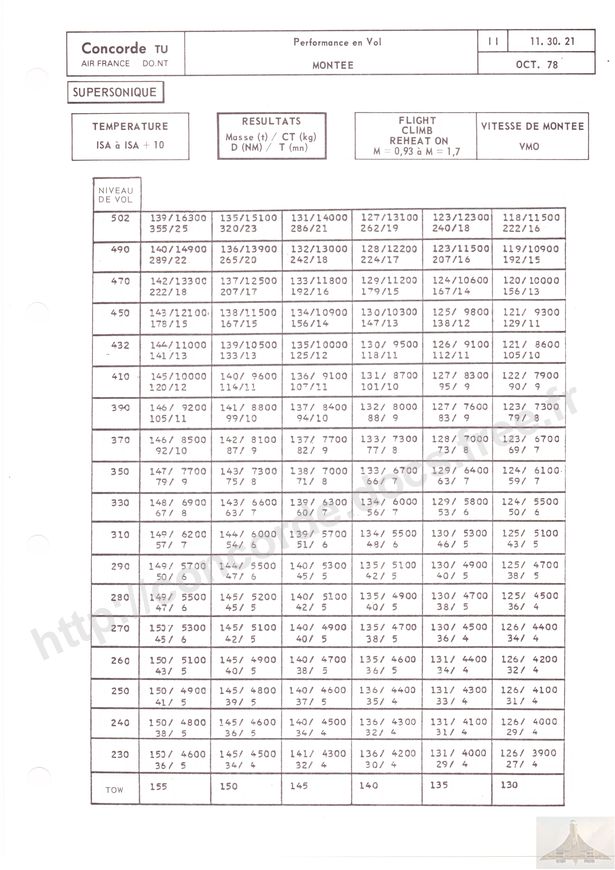 Concorde TU
AIR FRANCE DO.NT
Performance en Vol
MONTEE
11
11. 30. 21
OCT. 78
SUPERSONIQUE
TEMPERATURE
ISA à ISA + 10
RESULTATS
Masse (t) / CT (kg)
D (NM) / T (mn)
FLIGHT
CLIMB
REHEAT ON
M = 0,93 à M = 1,7
VITESSE DE MONTEE
VMO
NIVEAU
DE VOL
502 139/16300 135/15100 131/14000 127/13100 123/12300 118/11500
355/25 320/23 286/21 262/19 240/18 222/16
490 140/14900 136/13900 132/13000 128/12200 123/11500 119/10900
289/22 265/20 242/18 224/17 207/16 192/15
470 142/13300 137/12500 133/11800 129/11200 124/10600 120/10000
222/18 207/17 192/16 179/15 167/14 156/13
450 143/12100 138/11500 134/10900 130/10300 125/ 9800 121/ 9300
178/15 167/15 156/14 147/13 138/12 129/11
432 144/11000 139/10500 135/10000 130/ 9500 126/ 9100 121/ 8600
141/13 133/13 125/12 118/11 112/11 105/10
410 145/10000 140/ 9600 136/ 9100 131/ 8700 127/ 8300 122/ 7900
120/12 114/11 107/11 101/10 95/ 9 90/ 9
390 146/ 9200 141/ 8800 137/ 8400 132/ 8000 127/ 7600 123/ 7300
105/11 99/10 94/10 88/ 9 83/ 9 79/ 8
370 146/ 8500 142/ 8100 137/ 7700 133/ 7300 128/ 7000 123/ 6700
92/10 87/ 9 82/ 9 77/ 8 73/ 8 69/ 7
350 147/ 7700 143/ 7300 138/ 7000 133/ 6700 129/ 6400 124/ 6100
79/ 9 75/ 8 71/ 8 66/ 7 63/ 7 59/ 7
330 148/ 6900 143/ 6600 139/ 6300 134/ 6000 129/ 5800 124/ 5500
67/ 8 63/ 7 60/ 7 56/ 7 53/ 6 50/ 6
310 149/ 6200 144/ 6000 139/ 5700 134/ 5500 130/ 5300 125/ 5100
57/ 7 54/ 6 51/ 6 48/ 6 46/ 5 43/ 5
290 149/ 5700 144/ 5500 140/ 5300 135/ 5100 130/ 4900 125/ 4700
50/ 6 47/ 6 45/ 5 42/ 5 40/ 5 38/ 5
280 149/ 5500 145/ 5200 140/ 5100 135/ 4900 130/ 4700 125/ 4500
47/ 6 45/ 5 42/ 5 40/ 5 38/ 5 36/ 4
270 150/ 5300 145/ 5100 140/ 4900 135/ 4700 130/ 4500 126/ 4400
45/ 6 42/ 5 40/ 5 38/ 5 36/ 4 34/ 4
260 150/ 5100 145/ 4900 140/ 4700 135/ 4600 131/ 4400 126/ 4200
43/ 5 40/ 5 38/ 5 36/ 5 34/ 4 32/ 4
250 150/ 4900 145/ 4800 140/ 4600 136/ 4400 131/ 4300 126/ 4100
41/ 5 39/ 5 37/ 5 35/ 4 33/ 4 31/ 4
240 150/ 4800 145/ 4600 140/ 4500 136/ 4300 131/ 4100 126/ 4000
38/ 5 36/ 5 34/ 4 32/ 4 31/ 4 29/ 4
230 150/ 4600 145/ 4500 141/ 4300 136/ 4200 131/ 4000 126/ 3900
36/ 5 34/ 4 32/ 4 30/ 4 29/ 4 27/ 4
TOW 155 150 145 140 135 130
http://concorde.docs.free.fr